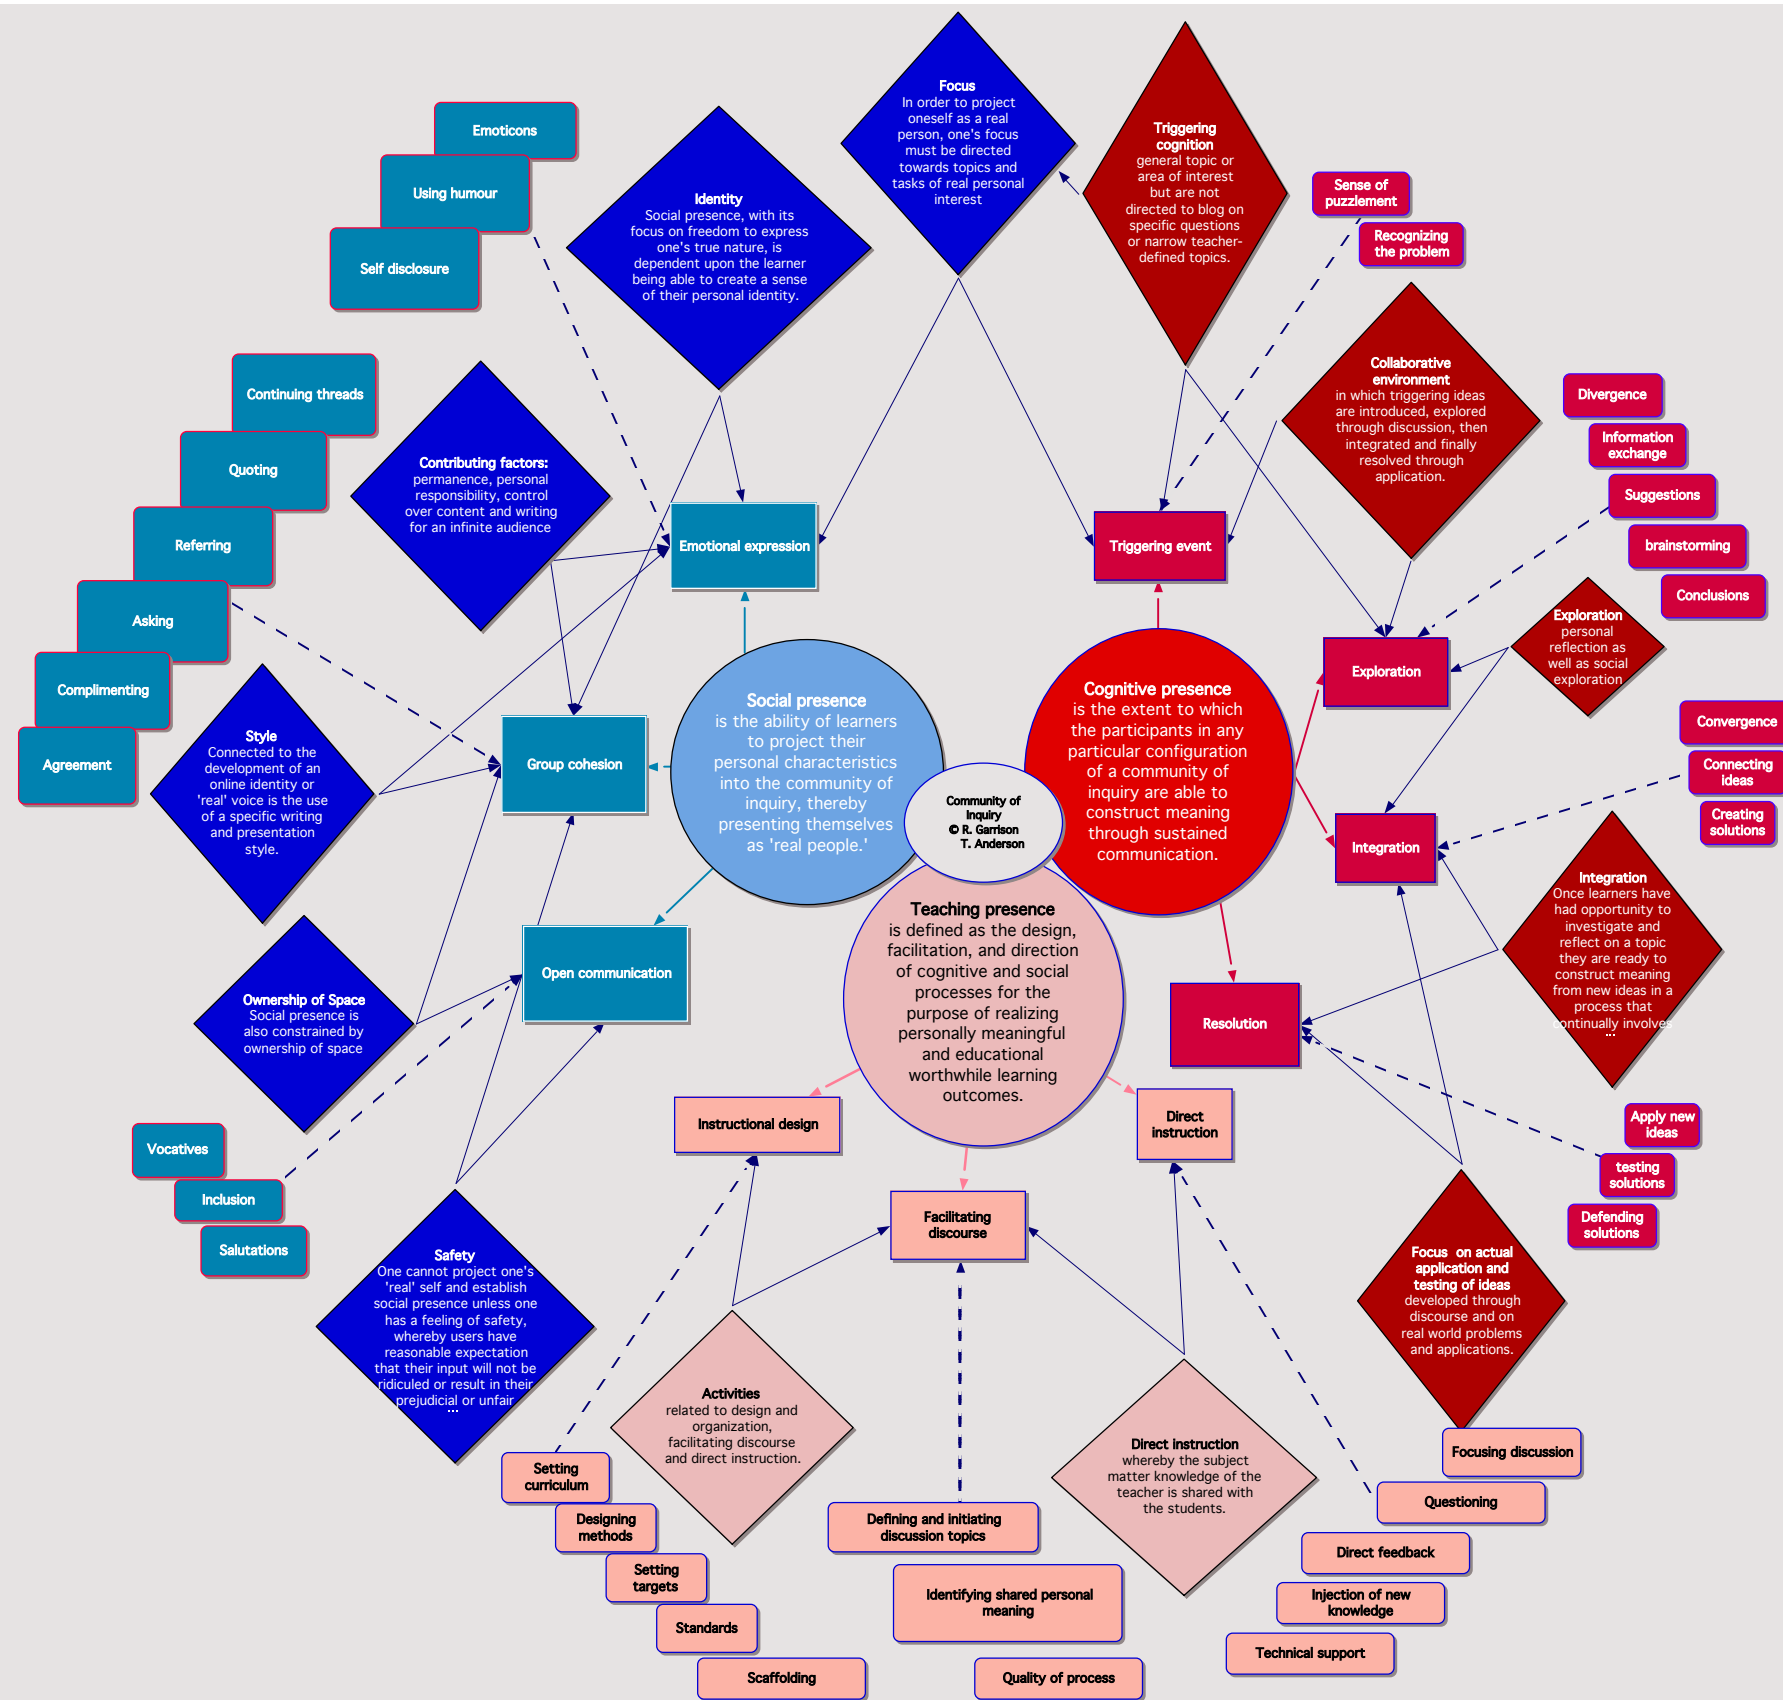 Focus
In order to project
oneself as a real
person, one's focus
must be directed
towards topics and
tasks of real personal
interest
Triggering
cognition
general topic or
area of interest
but are not
directed to blog on
specific questions
or narrow teacher-
defined topics.
Emoticons
Using humour
Self disclosure
Identity
Social presence, with its
focus on freedom to express
one's true nature, is
dependent upon the learner
being able to create a sense
of their personal identity.
Sense of
puzzlement
Recognizing
the problem
Collaborative
environment
in which triggering ideas
are introduced, explored
through discussion, then
integrated and finally
resolved through
application.
Divergence
Information
exchange
Suggestions
brainstorming
Conclusions
Continuing threads
Quoting
Referring
Asking
Complimenting
Agreement
Contributing factors:
permanence, personal
responsibility, control
over content and writing
for an infinite audience
Emotional expression
Triggering event
Exploration
Exploration
personal
reflection as
well as social
exploration
Social presence
is the ability of learners
to project their
personal characteristics
into the community of
inquiry, thereby
presenting themselves
as 'real people.'
Cognitive presence
is the extent to which
the participants in any
particular configuration
of a community of
inquiry are able to
construct meaning
through sustained
communication.
Community of
Inquiry
© R. Garrison
T. Anderson
Style
Connected to the
development of an
online identity or
'real' voice is the use
of a specific writing
and presentation
style.
Group cohesion
Convergence
Connecting
ideas
Creating
solutions
Integration
Integration
Once learners have
had opportunity to
investigate and
reflect on a topic
they are ready to
construct meaning
from new ideas in a
process that
continually involves
...
Teaching presence
is defined as the design,
facilitation, and direction
of cognitive and social
processes for the
purpose of realizing
personally meaningful
and educational
worthwhile learning
outcomes.
Open communication
Ownership of Space
Social presence is
also constrained by
ownership of space
Resolution
Vocatives
Inclusion
Salutations
Instructional design
Direct
instruction
Facilitating
discourse
Apply new
ideas
testing
solutions
Defending
solutions
Safety
One cannot project one's
'real' self and establish
social presence unless one
has a feeling of safety,
whereby users have
reasonable expectation
that their input will not be
ridiculed or result in their
prejudicial or unfair
...
Focus  on actual
application and
testing of ideas
developed through
discourse and on
real world problems
and applications.
Activities
related to design and
organization,
facilitating discourse
and direct instruction.
Direct instruction
whereby the subject
matter knowledge of the
teacher is shared with
the students.
Setting
curriculum
Designing
methods
Setting
targets
Standards
Scaffolding
Defining and initiating
discussion topics
Identifying shared personal
meaning
Quality of process
Focusing discussion
Questioning
Direct feedback
Injection of new
knowledge
Technical support